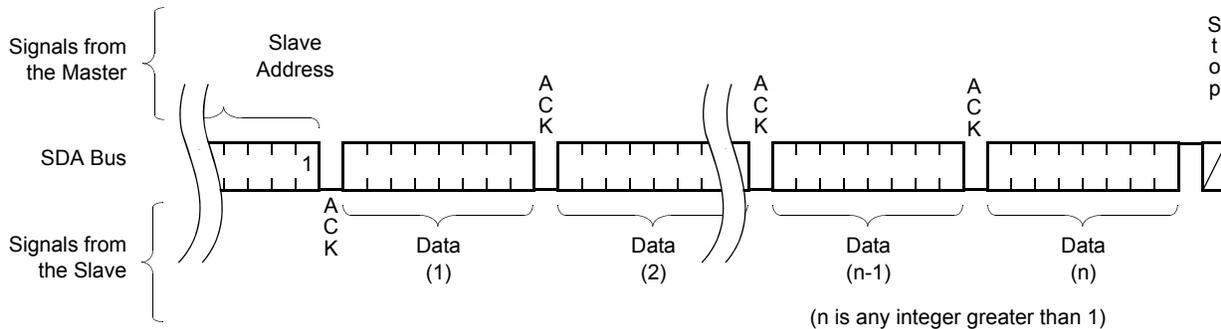 Signals from
the Master
Slave
Address
S
t
o
p
A
C
K
A
C
K
A
C
K
SDA Bus
1
A
C
K
Signals from
the Slave
Data
(1)
Data
(2)
Data
(n-1)
Data
(n)
(n is any integer greater than 1)